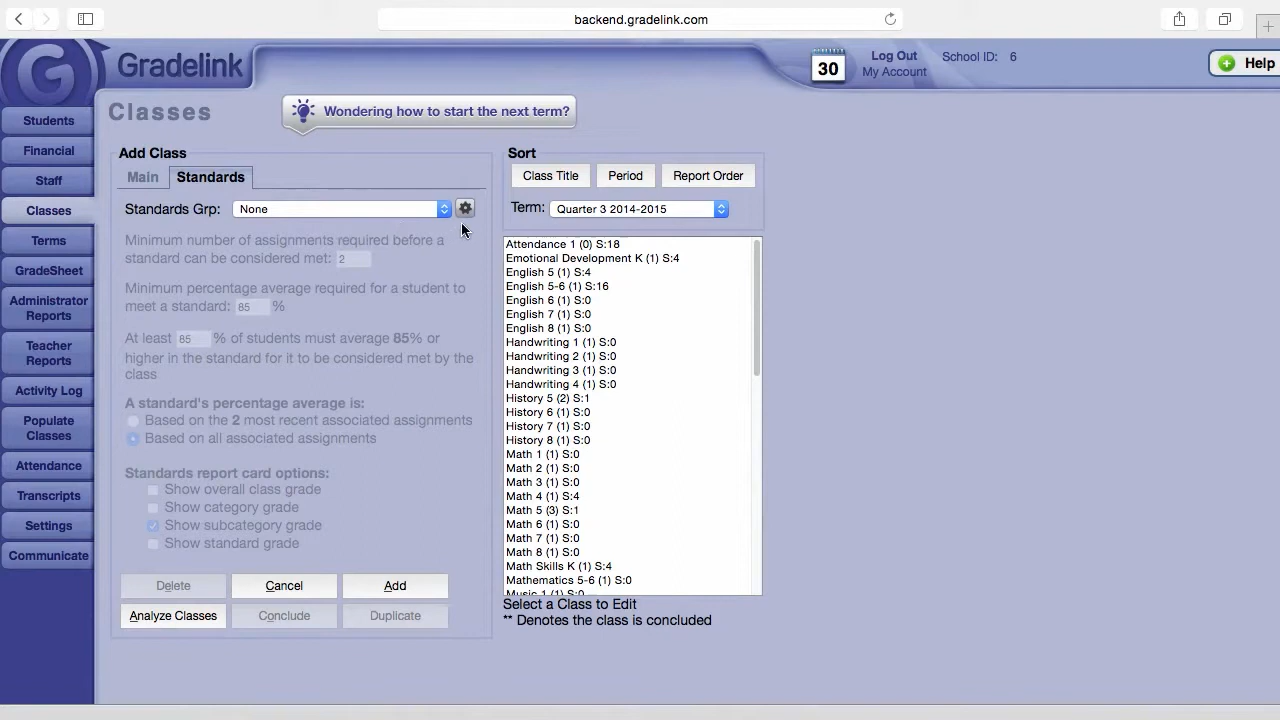 backend.gradelink.com
G Gradelink
30
Log Out
My Account
School ID: 6
Help
Students
Financial
Staff
Classes
Terms
GradeSheet
Administrator
Reports
Teacher
Reports
Activity Log
Populate
Classes
Attendance
Transcripts
Settings
Communicate
Classes
Wondering how to start the next term?
Add Class
Main
Standards
Standards Grp: None
Minimum number of assignments required before a
standard can be considered met: 2
Minimum percentage average required for a student to
meet a standard: 85 %
At least 85 % of students must average 85% or
higher in the standard for it to be considered met by the
class
A standard's percentage average is:
Based on the 2 most recent associated assignments
Based on all associated assignments
Standards report card options:
Show overall class grade
Show category grade
Show subcategory grade
Show standard grade
Delete
Cancel
Add
Analyze Classes
Conclude
Duplicate
Sort
Class Title
Period
Report Order
Term: Quarter 3 2014-2015
Attendance 1 (0) S:18
Emotional Development K (1) S:4
English 5 (1) S:4
English 5-6 (1) S:16
English 6 (1) S:0
English 7 (1) S:0
English 8 (1) S:0
Handwriting 1 (1) S:0
Handwriting 2 (1) S:0
Handwriting 3 (1) S:0
Handwriting 4 (1) S:0
History 5 (2) S:1
History 6 (1) S:0
History 7 (1) S:0
History 8 (1) S:0
Math 1 (1) S:0
Math 2 (1) S:0
Math 3 (1) S:0
Math 4 (1) S:4
Math 5 (3) S:1
Math 6 (1) S:0
Math 7 (1) S:0
Math 8 (1) S:0
Math Skills K (1) S:4
Mathematics 5-6 (1) S:0
Music 1 (1) S:0
Select a Class to Edit
** Denotes the class is concluded